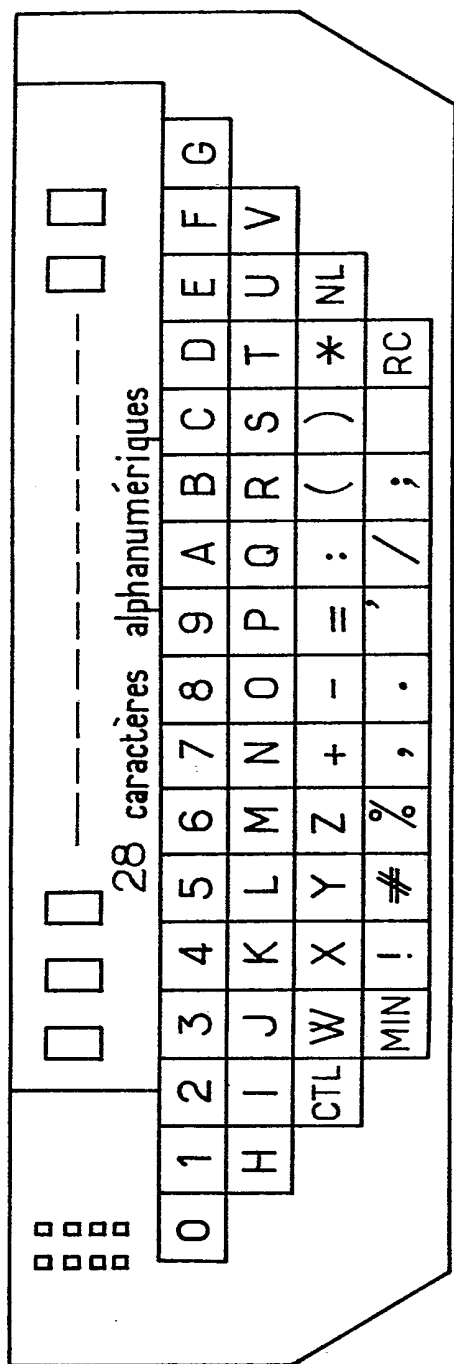 28 caractères alphanumériques
0 1 2 3 4 5 6 7 8 9 A B C D E F G
H I J K L M N O P Q R S T U V
CTL W X Y Z + - = : ( ) * NL
MIN ! # % , . ' / ; RC